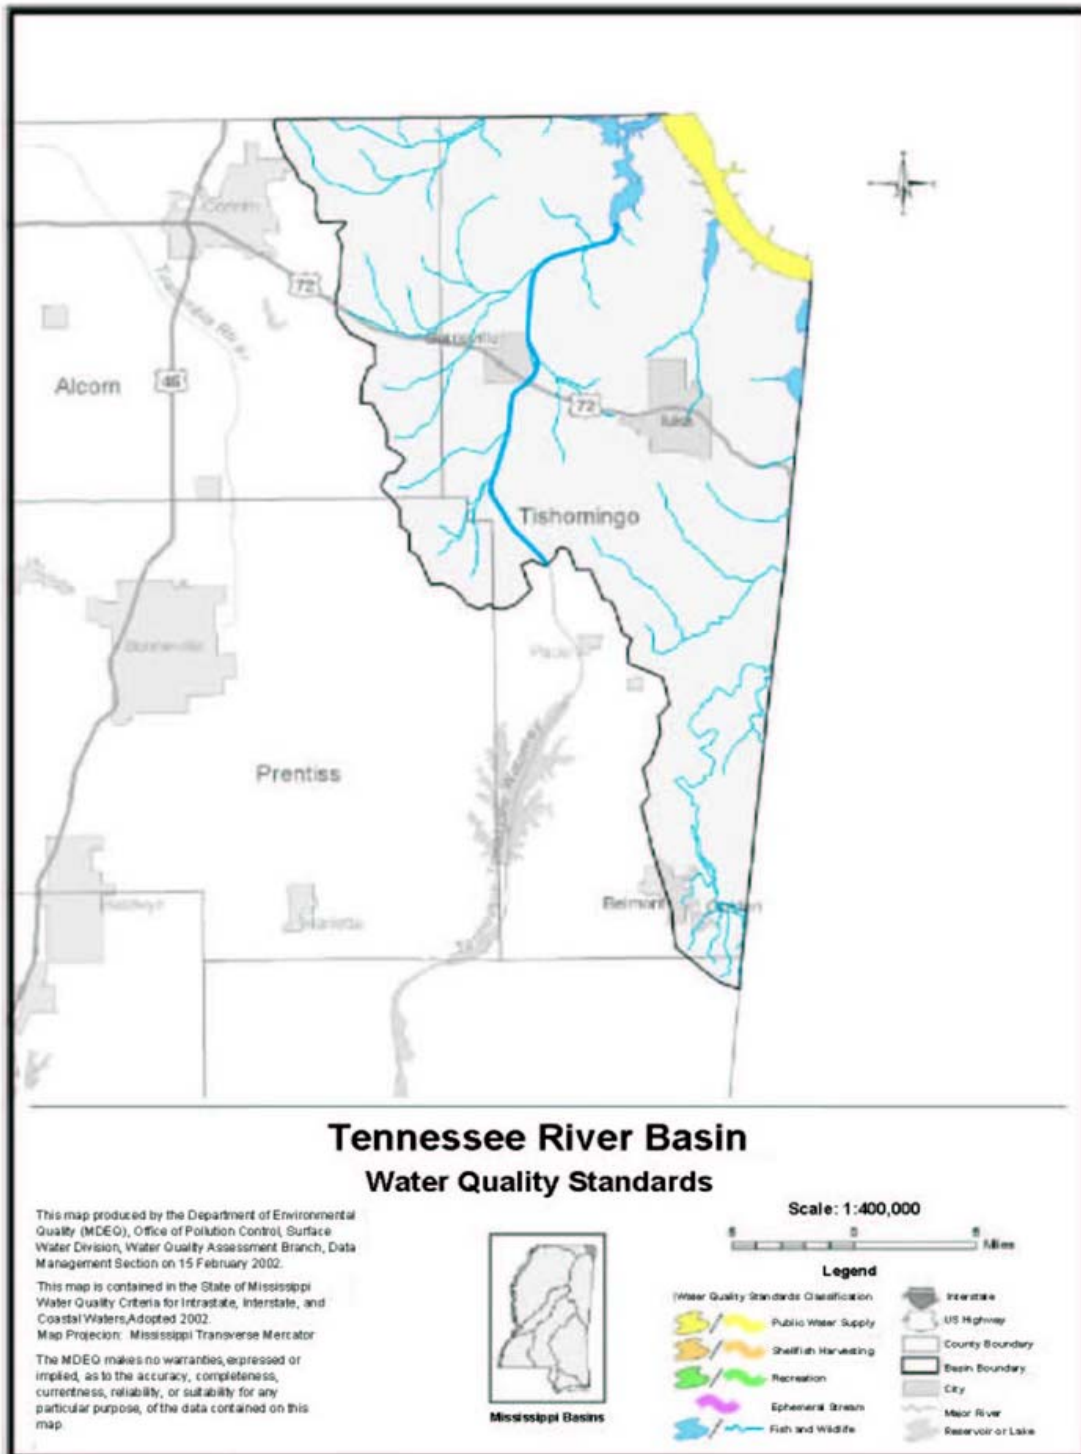 Corinth
72
Tuscumbia River
Burnsville
Alcorn
45
72
Iuka
Tishomingo
Booneville
Paden
Prentiss
Belmont
Golden
Marietta
Tennessee River Basin
Water Quality Standards
This map produced by the Department of Environmental
Quality (MDEQ), Office of Pollution Control, Surface
Water Division, Water Quality Assessment Branch, Data
Management Section on 15 February 2002.
This map is contained in the State of Mississippi
Water Quality Criteria for Intrastate, Interstate, and
Coastal Waters,Adopted 2002.
Map Projecion: Mississippi Transverse Mercator
The MDEQ makes no warranties,expressed or
implied, as to the accuracy, completeness,
currentness, reliability, or suitability for any
particular purpose, of the data contained on this
map.
Mississippi Basins
Scale: 1:400,000
Miles
Legend
Water Quality Standards Classification
Public Water Supply
Shellfish Harvesting
Recreation
Ephemeral Stream
Fish and Wildlife
Interstate
US Highway
County Boundary
Basin Boundary
City
Major River
Reservoir or Lake